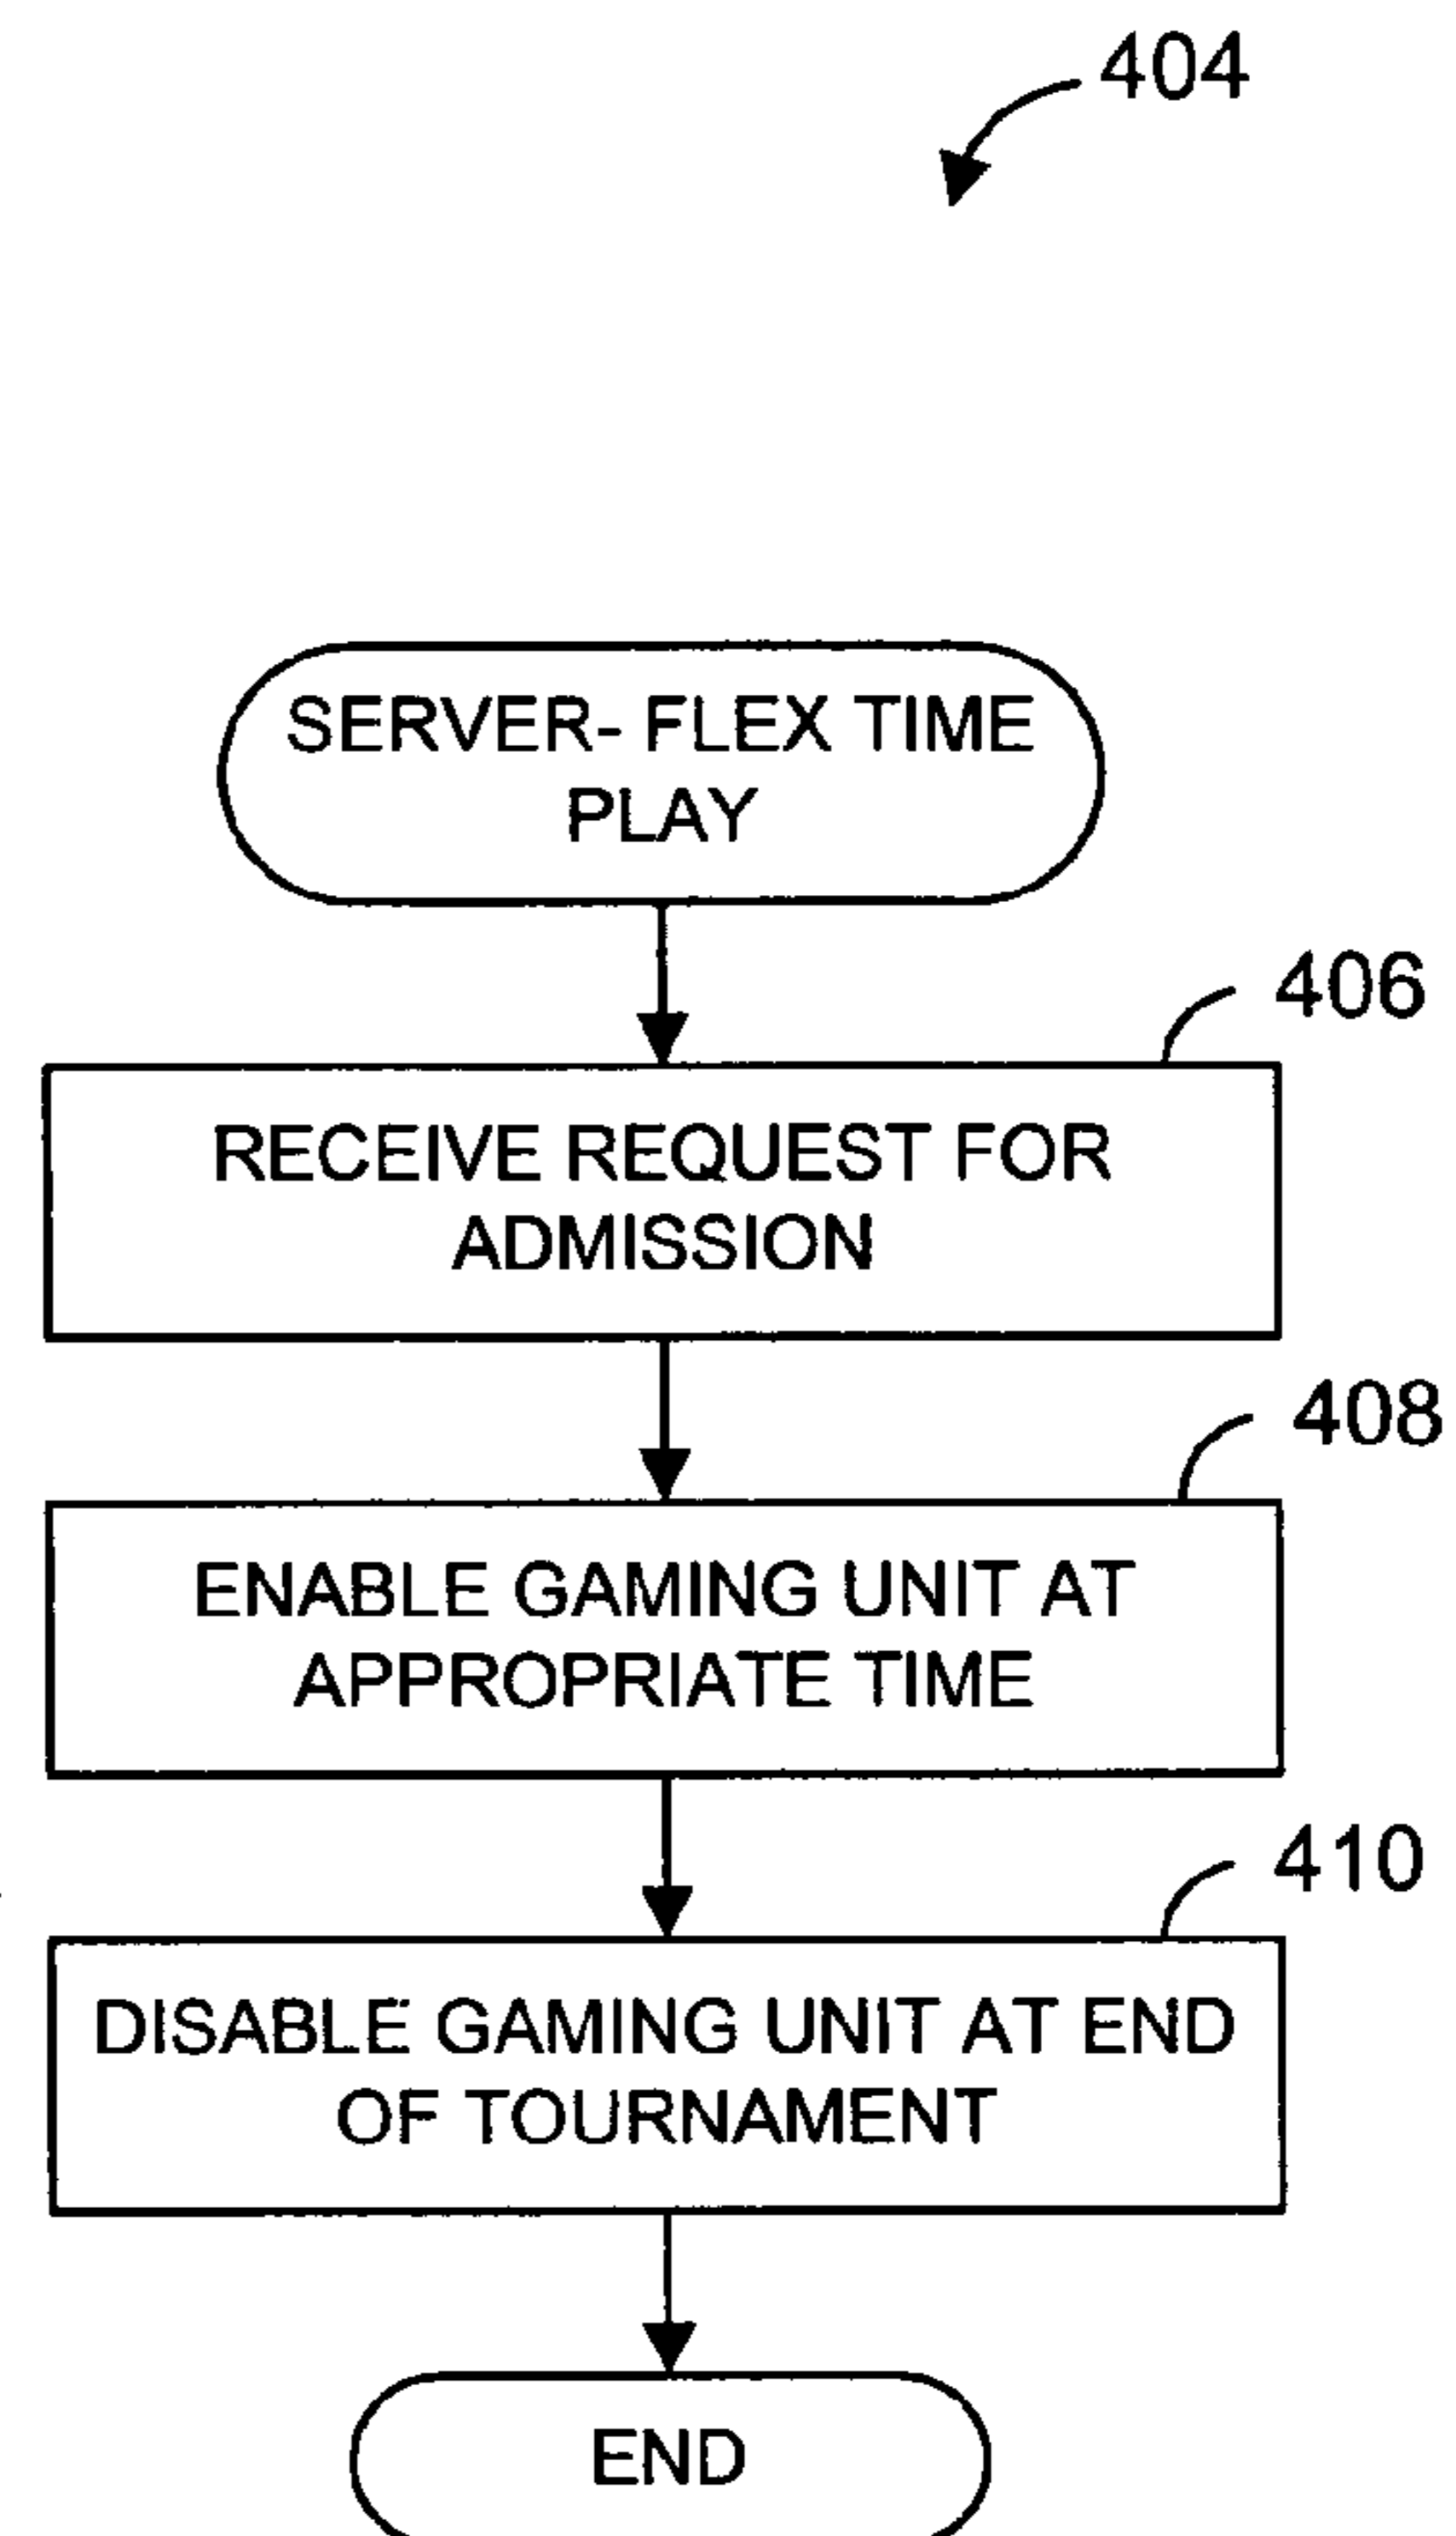 404
SERVER- FLEX TIME
PLAY
406
RECEIVE REQUEST FOR
ADMISSION
408
ENABLE GAMING UNIT AT
APPROPRIATE TIME
410
DISABLE GAMING UNIT AT END
OF TOURNAMENT
END